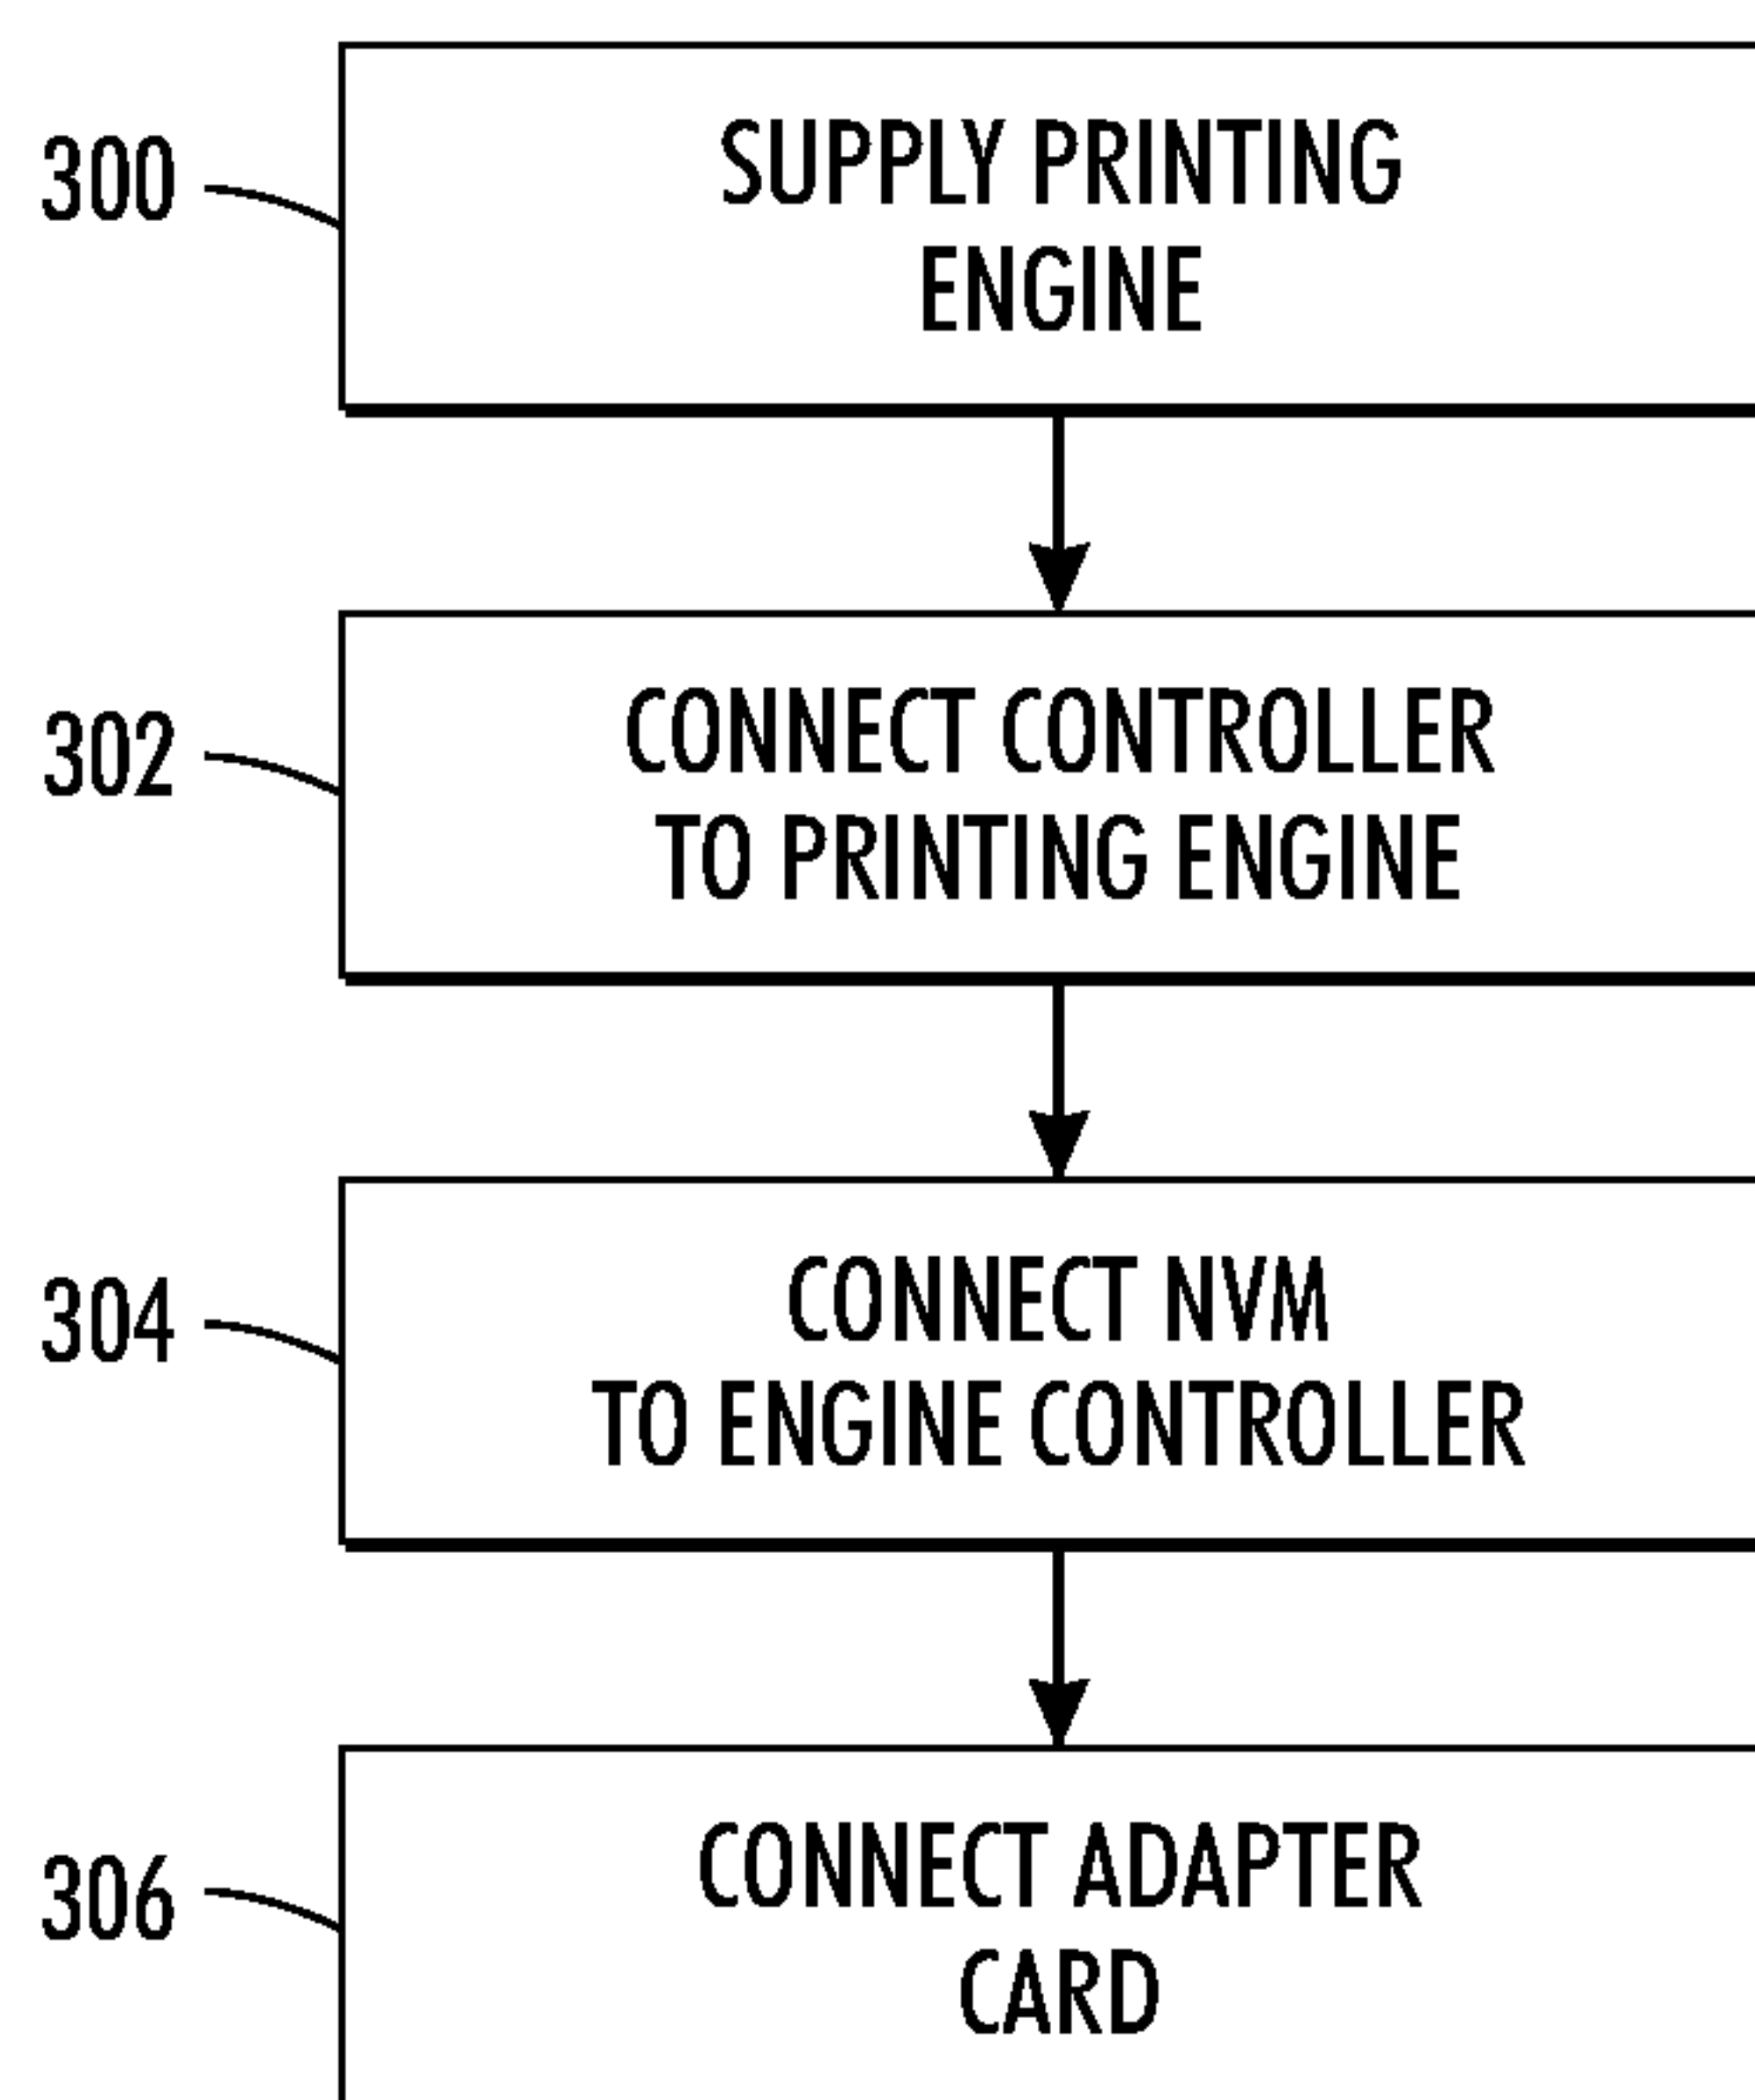 300
SUPPLY PRINTING
ENGINE
302
CONNECT CONTROLLER
TO PRINTING ENGINE
304
CONNECT NVM
TO ENGINE CONTROLLER
306
CONNECT ADAPTER
CARD